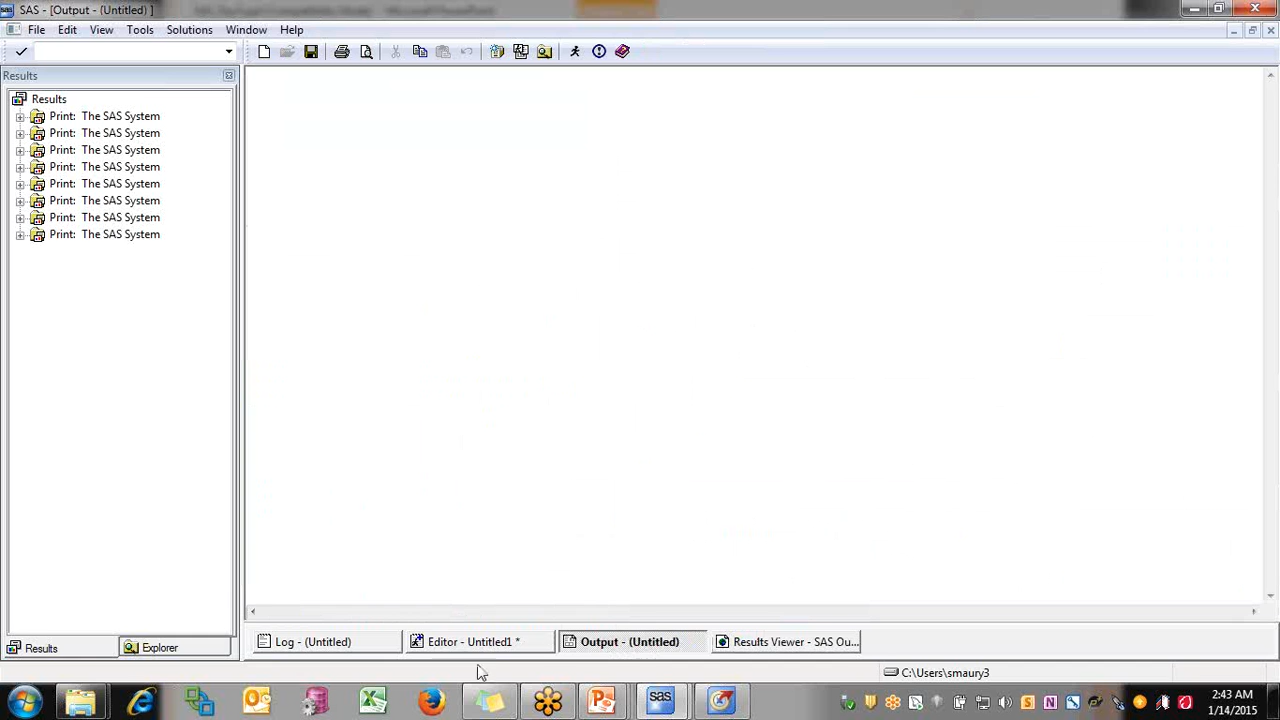 SAS - [Output - (Untitled) ]
File Edit View Tools Solutions Window Help
Results
Results
Print: The SAS System
Print: The SAS System
Print: The SAS System
Print: The SAS System
Print: The SAS System
Print: The SAS System
Print: The SAS System
Print: The SAS System
Results Explorer
Log - (Untitled) Editor - Untitled1 * Output - (Untitled) Results Viewer - SAS Ou...
C:\Users\smaury3
sas
2:43 AM
1/14/2015